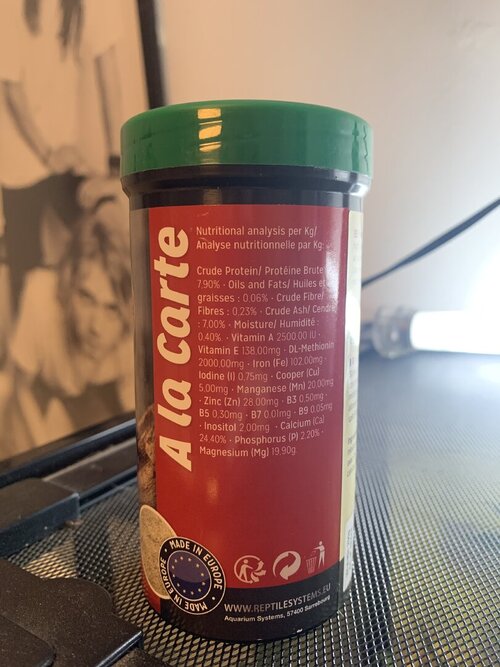 A la Carte
Nutritional analysis per Kg/
Analyse nutritionnelle par Kg:
Crude Protein/ Protéine Brute
7.90% · Oils and Fats/ Huiles et
graisses : 0.06% · Crude Fibre/
Fibres : 0.23% · Crude Ash/ Cendre
: 7.00% · Moisture/ Humidité :
0.40% · Vitamin A 2500.00 IU ·
Vitamin E 138.00mg · DL-Methionin
2000.00mg · Iron (Fe) 102.00mg ·
Iodine (I) 0.75mg · Cooper (Cu)
5.00mg · Manganese (Mn) 20.00mg
· Zinc (Zn) 28.00mg · B3 0.50mg ·
B5 0.30mg · B7 0.01mg · B9 0.05mg
· Inositol 2.00mg · Calcium (Ca)
24.40% · Phosphorus (P) 2.20% ·
Magnesium (Mg) 19.90g.
MADE IN EUROPE · MADE IN EUROPE ·
WWW.REPTILESYSTEMS.EU
Aquarium Systems, 57400 Sarrebourg